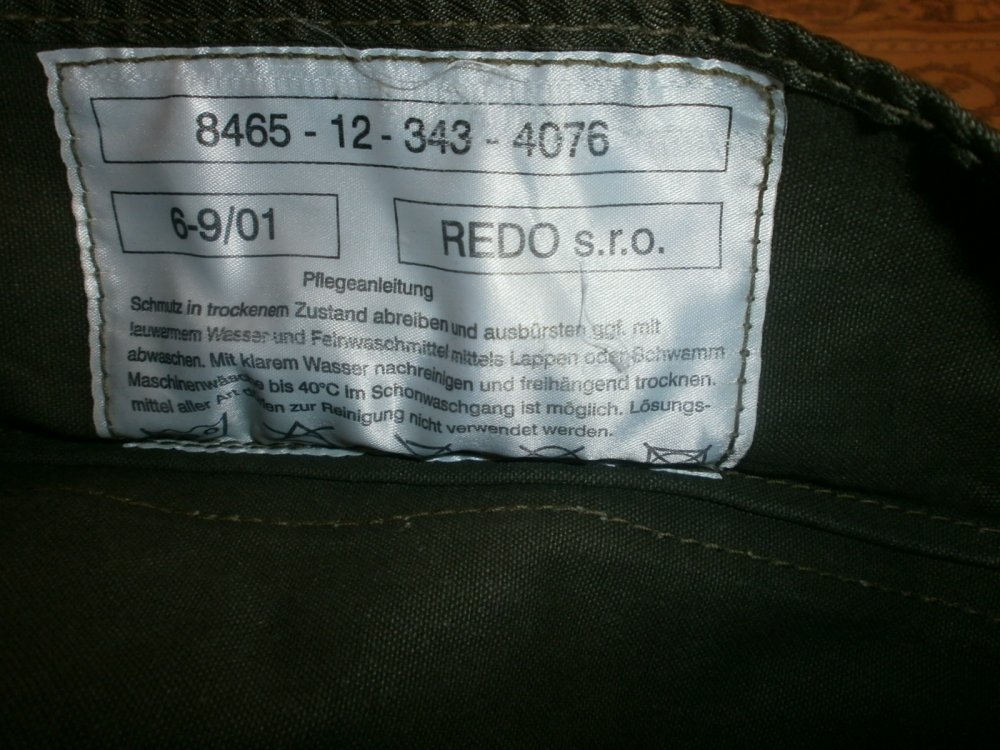 8465 - 12 - 343 - 4076
6-9/01
REDO s.r.o.
Pflegeanleitung
Schmutz in trockenem Zustand abreiben und ausbürsten ggf. mit
lauwarmem Wasser und Feinwaschmittel mittels Lappen oder Schwamm
abwaschen. Mit klarem Wasser nachreinigen und freihängend trocknen.
Maschinenwäsche bis 40°C im Schonwaschgang ist möglich. Lösungs-
mittel aller Art dürfen zur Reinigung nicht verwendet werden.